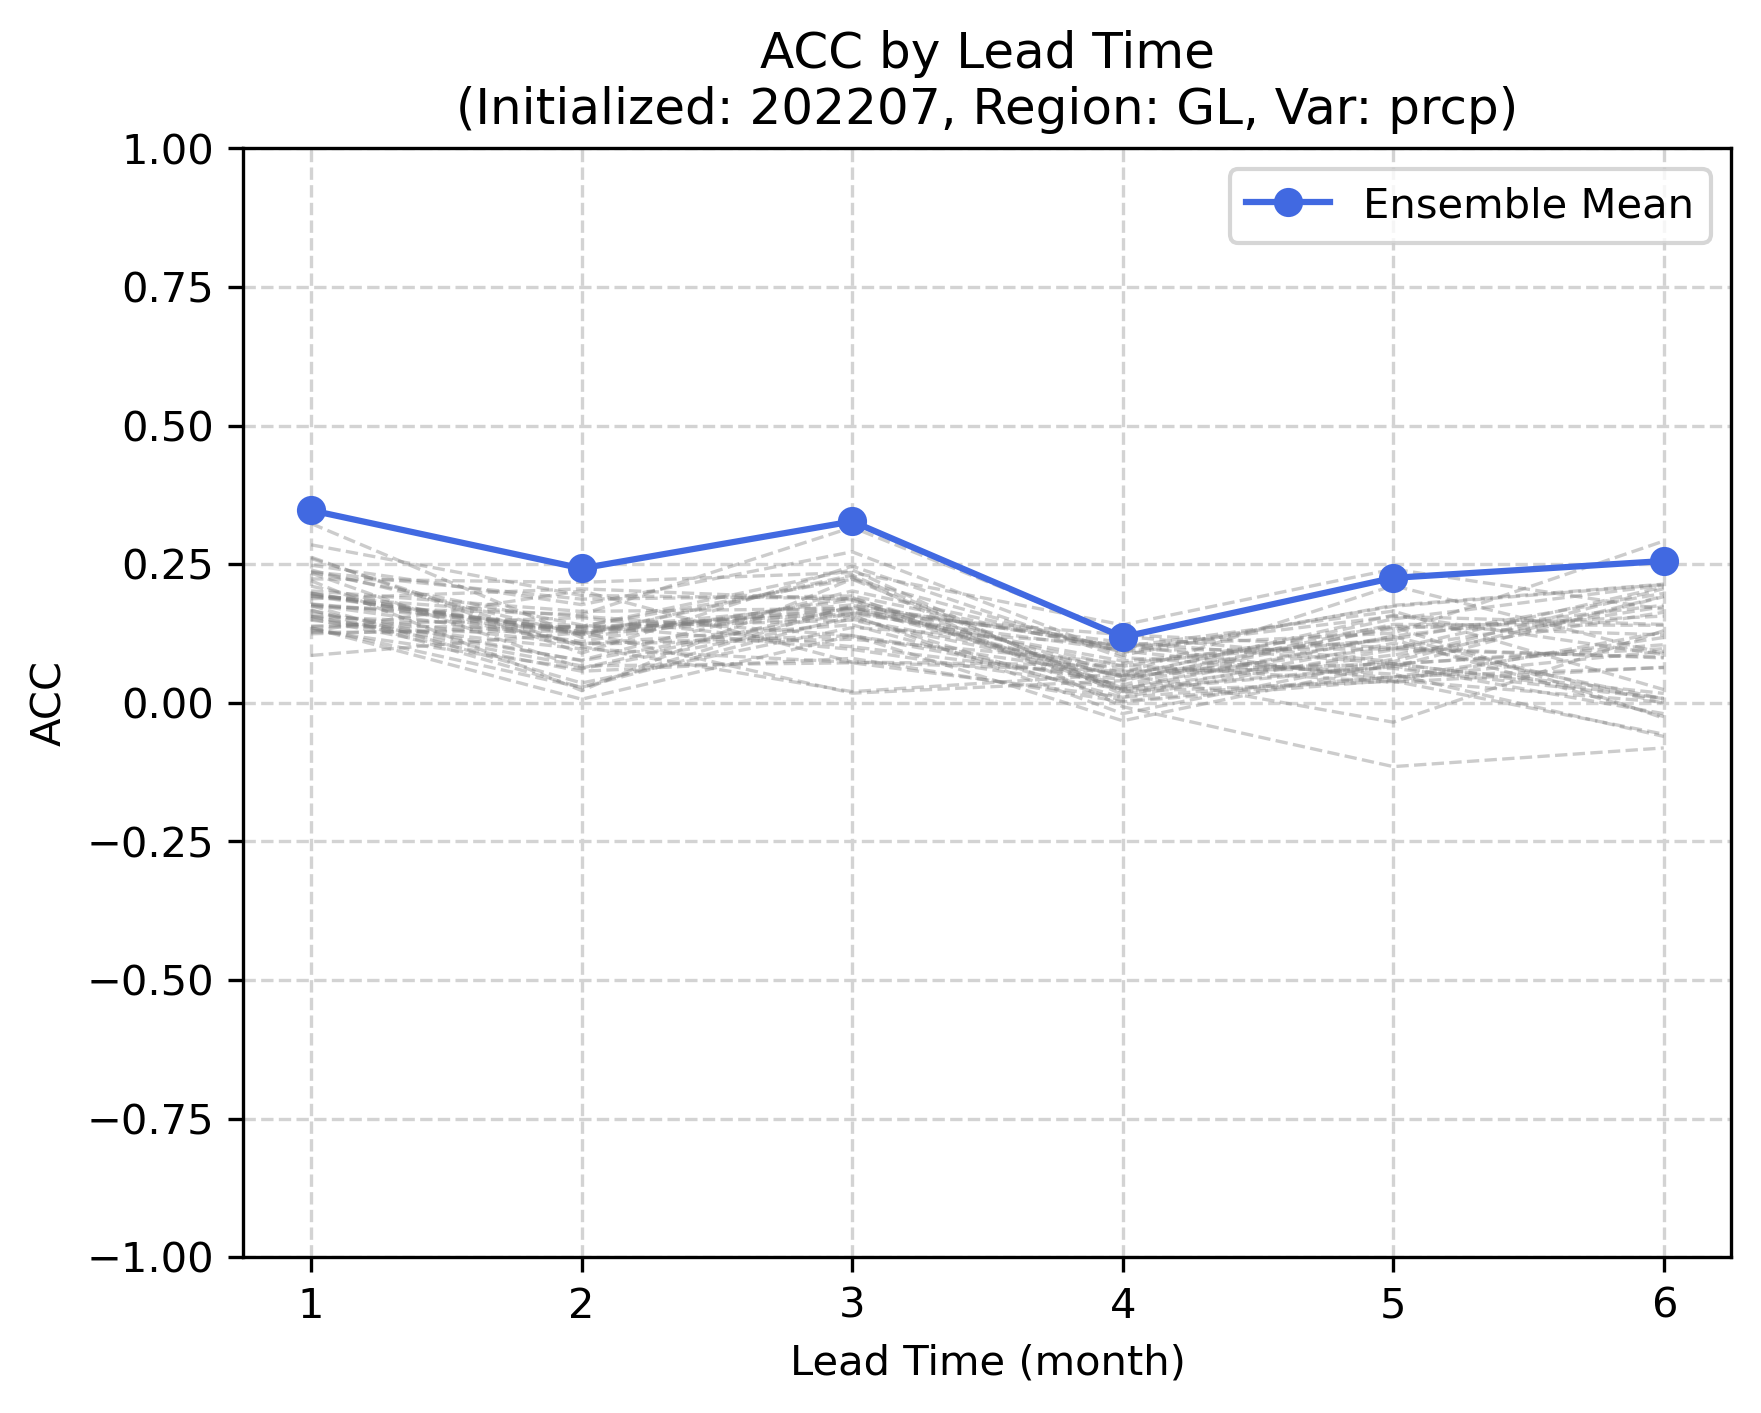 ACC by Lead Time
(Initialized: 202207, Region: GL, Var: prcp)
Ensemble Mean
1.00
0.75
0.50
0.25
0.00
−0.25
−0.50
−0.75
−1.00
ACC
1 2 3 4 5 6
Lead Time (month)